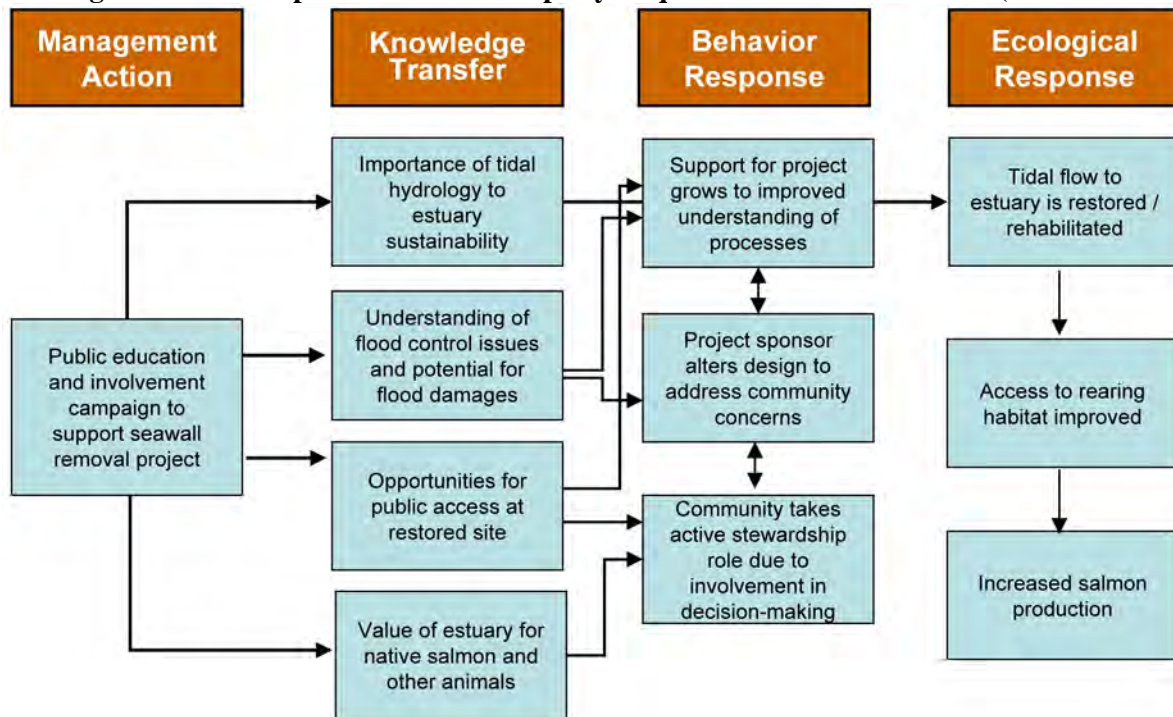 Management
Action
Knowledge
Transfer
Behavior
Response
Ecological
Response
Public education
and involvement
campaign to
support seawall
removal project
Importance of tidal
hydrology to
estuary
sustainability
Understanding of
flood control issues
and potential for
flood damages
Opportunities for
public access at
restored site
Value of estuary for
native salmon and
other animals
Support for project
grows to improved
understanding of
processes
Project sponsor
alters design to
address community
concerns
Community takes
active stewardship
role due to
involvement in
decision-making
Tidal flow to
estuary is restored /
rehabilitated
Access to rearing
habitat improved
Increased salmon
production